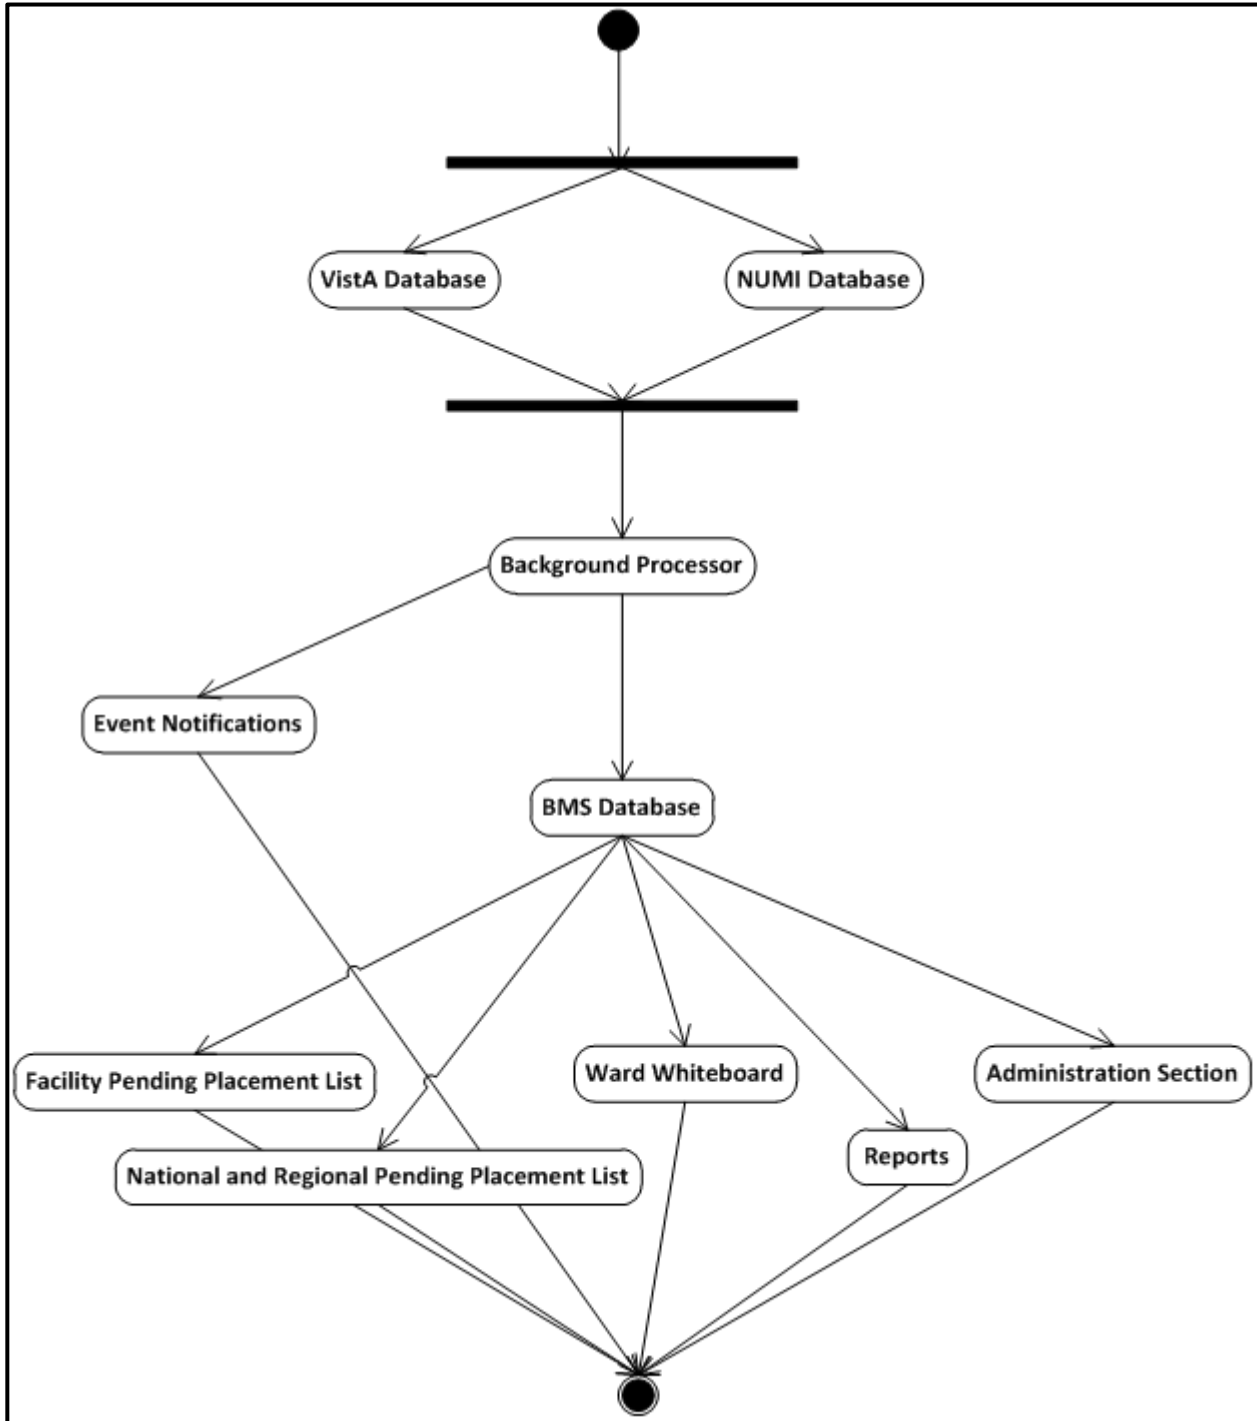 VistA Database
NUMI Database
Background Processor
Event Notifications
BMS Database
Facility Pending Placement List
Ward Whiteboard
Administration Section
National and Regional Pending Placement List
Reports